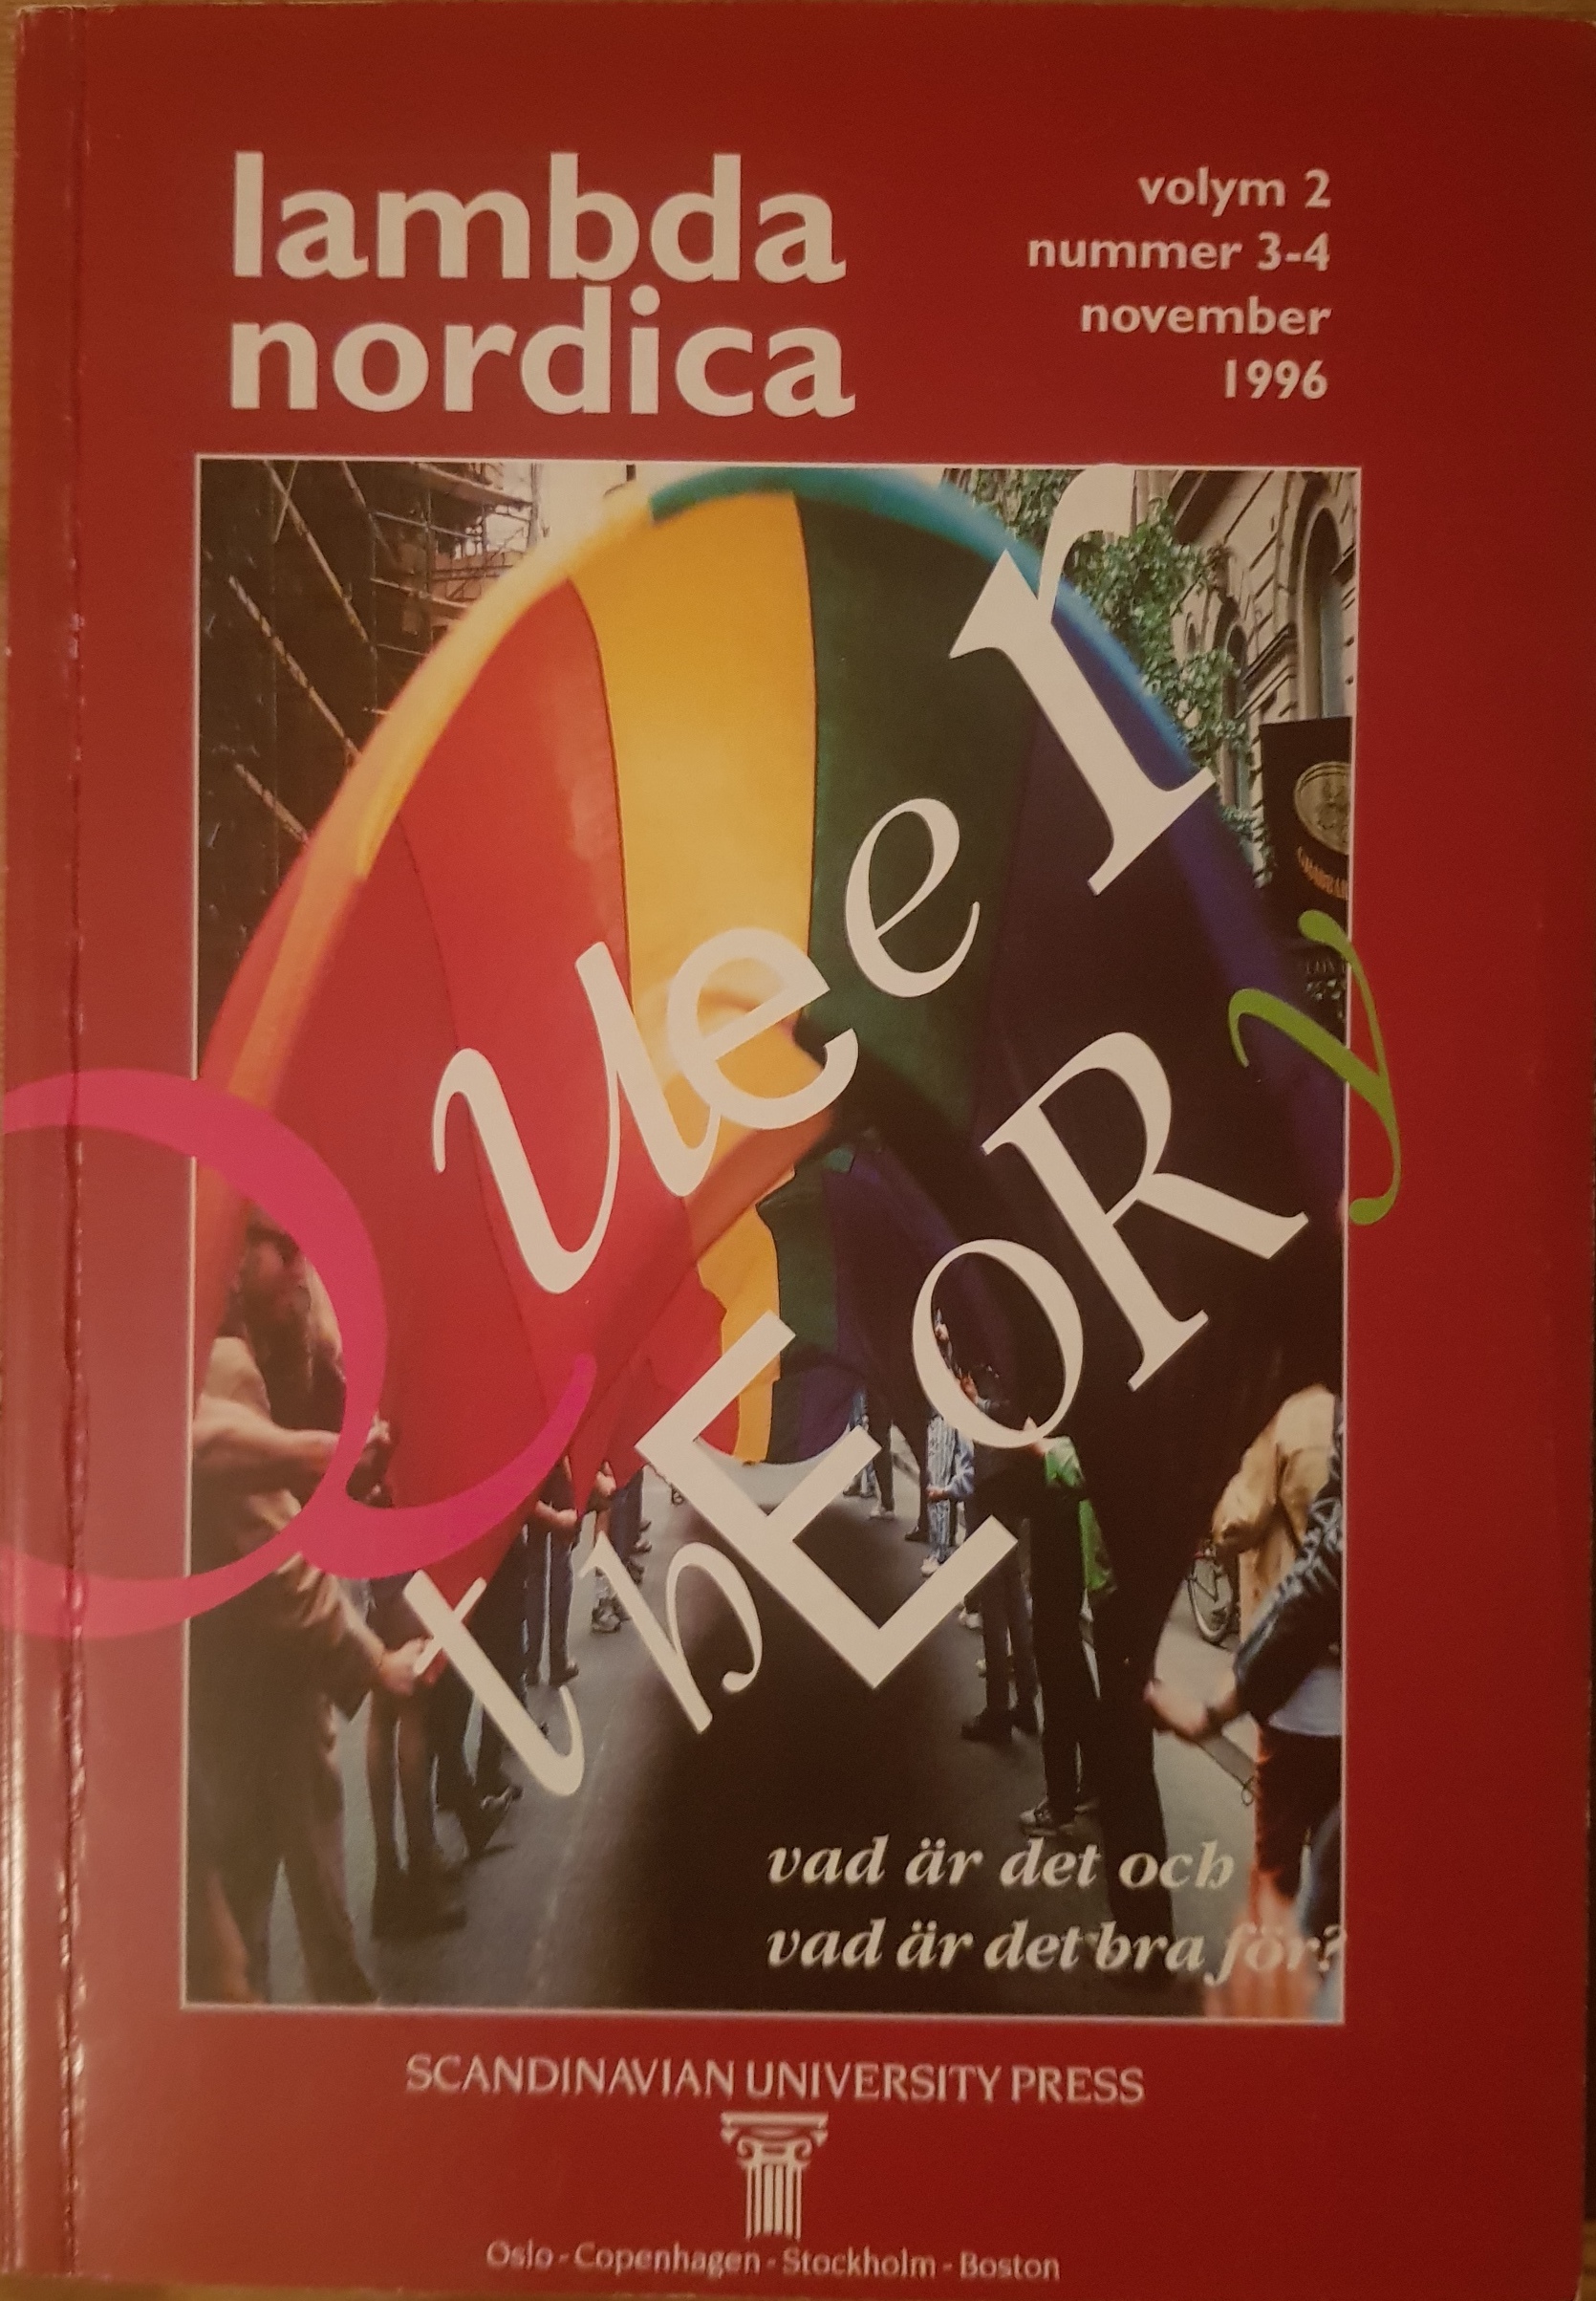 lambda
nordica
volym 2
nummer 3-4
november
1996
Queer
thEoRy
vad är det och
vad är det bra för?
SCANDINAVIAN UNIVERSITY PRESS
Oslo - Copenhagen - Stockholm - Boston